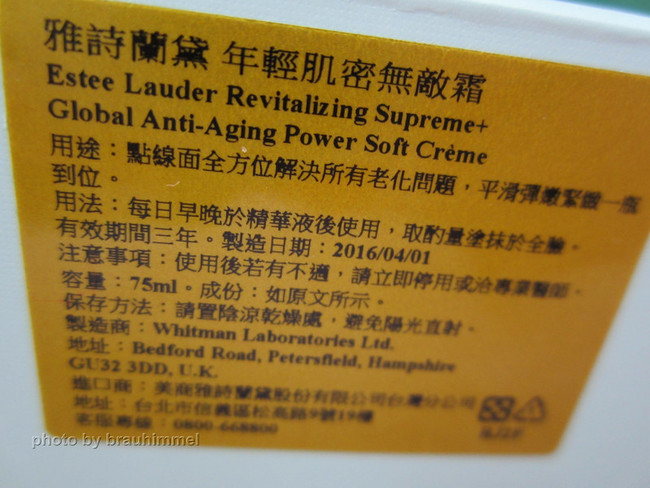 雅詩蘭黛 年輕肌密無敵霜
Estee Lauder Revitalizing Supreme+
Global Anti-Aging Power Soft Crème
用途：點線面全方位解決所有老化問題，平滑彈嫩緊緻一瓶
到位。
用法：每日早晚於精華液後使用，取酌量塗抹於全臉。
有效期間三年。製造日期：2016/04/01
注意事項：使用後若有不適，請立即停用或洽專業醫師。
容量：75ml。成份：如原文所示。
保存方法：請置陰涼乾燥處，避免陽光直射。
製造商：Whitman Laboratories Ltd.
地址：Bedford Road, Petersfield, Hampshire
GU32 3DD, U.K.
進口商：美商雅詩蘭黛股份有限公司台灣分公司
地址：台北市信義區松高路9號19樓
客服專線：0800-668800
photo by brauhimmel